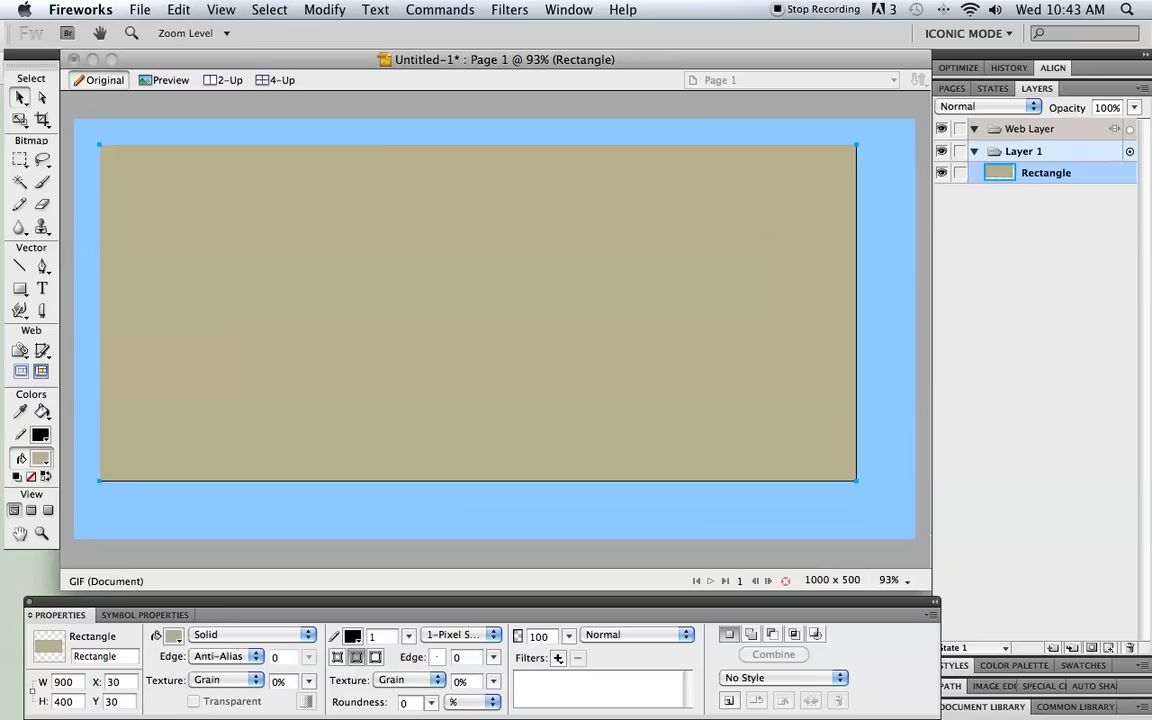 Fireworks File Edit View Select Modify Text Commands Filters Window Help Stop Recording 3 Wed 10:43 AM
Fw Br Zoom Level ICONIC MODE
Untitled-1* : Page 1 @ 93% (Rectangle)
Original Preview 2-Up 4-Up Page 1
OPTIMIZE HISTORY ALIGN
PAGES STATES LAYERS
Normal Opacity 100%
Web Layer
Layer 1
Rectangle
Select
Bitmap
Vector
T
Web
Colors
View
GIF (Document) 1 1000 x 500 93%
PROPERTIES SYMBOL PROPERTIES
Rectangle Solid 1 1-Pixel S... 100 Normal
Rectangle Edge: Anti-Alias 0 Edge: 0 Filters: Combine
W 900 X: 30 Texture: Grain 0% Texture: Grain 0% No Style
H: 400 Y 30 Transparent Roundness: 0 %
State 1
STYLES COLOR PALETTE SWATCHES
PATH IMAGE EDI SPECIAL CI AUTO SHA
DOCUMENT LIBRARY COMMON LIBRARY